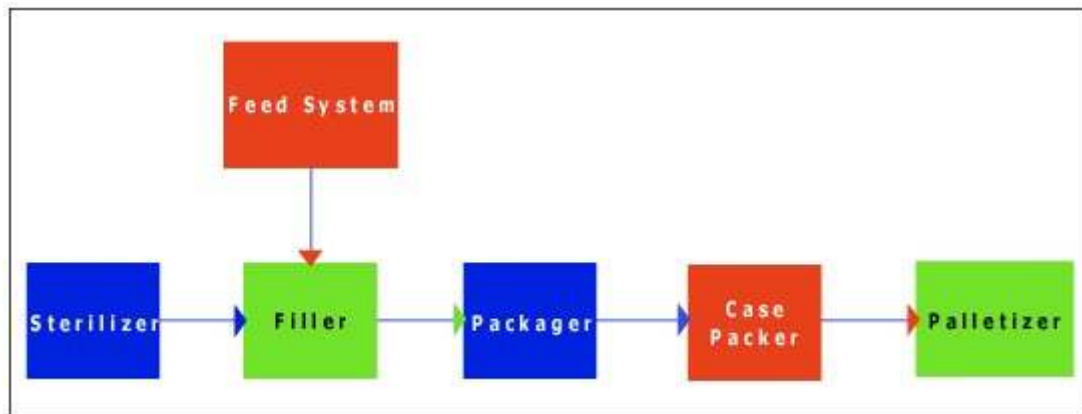 Feed System
Sterilizer
Filler
Packager
Case
Packer
Palletizer